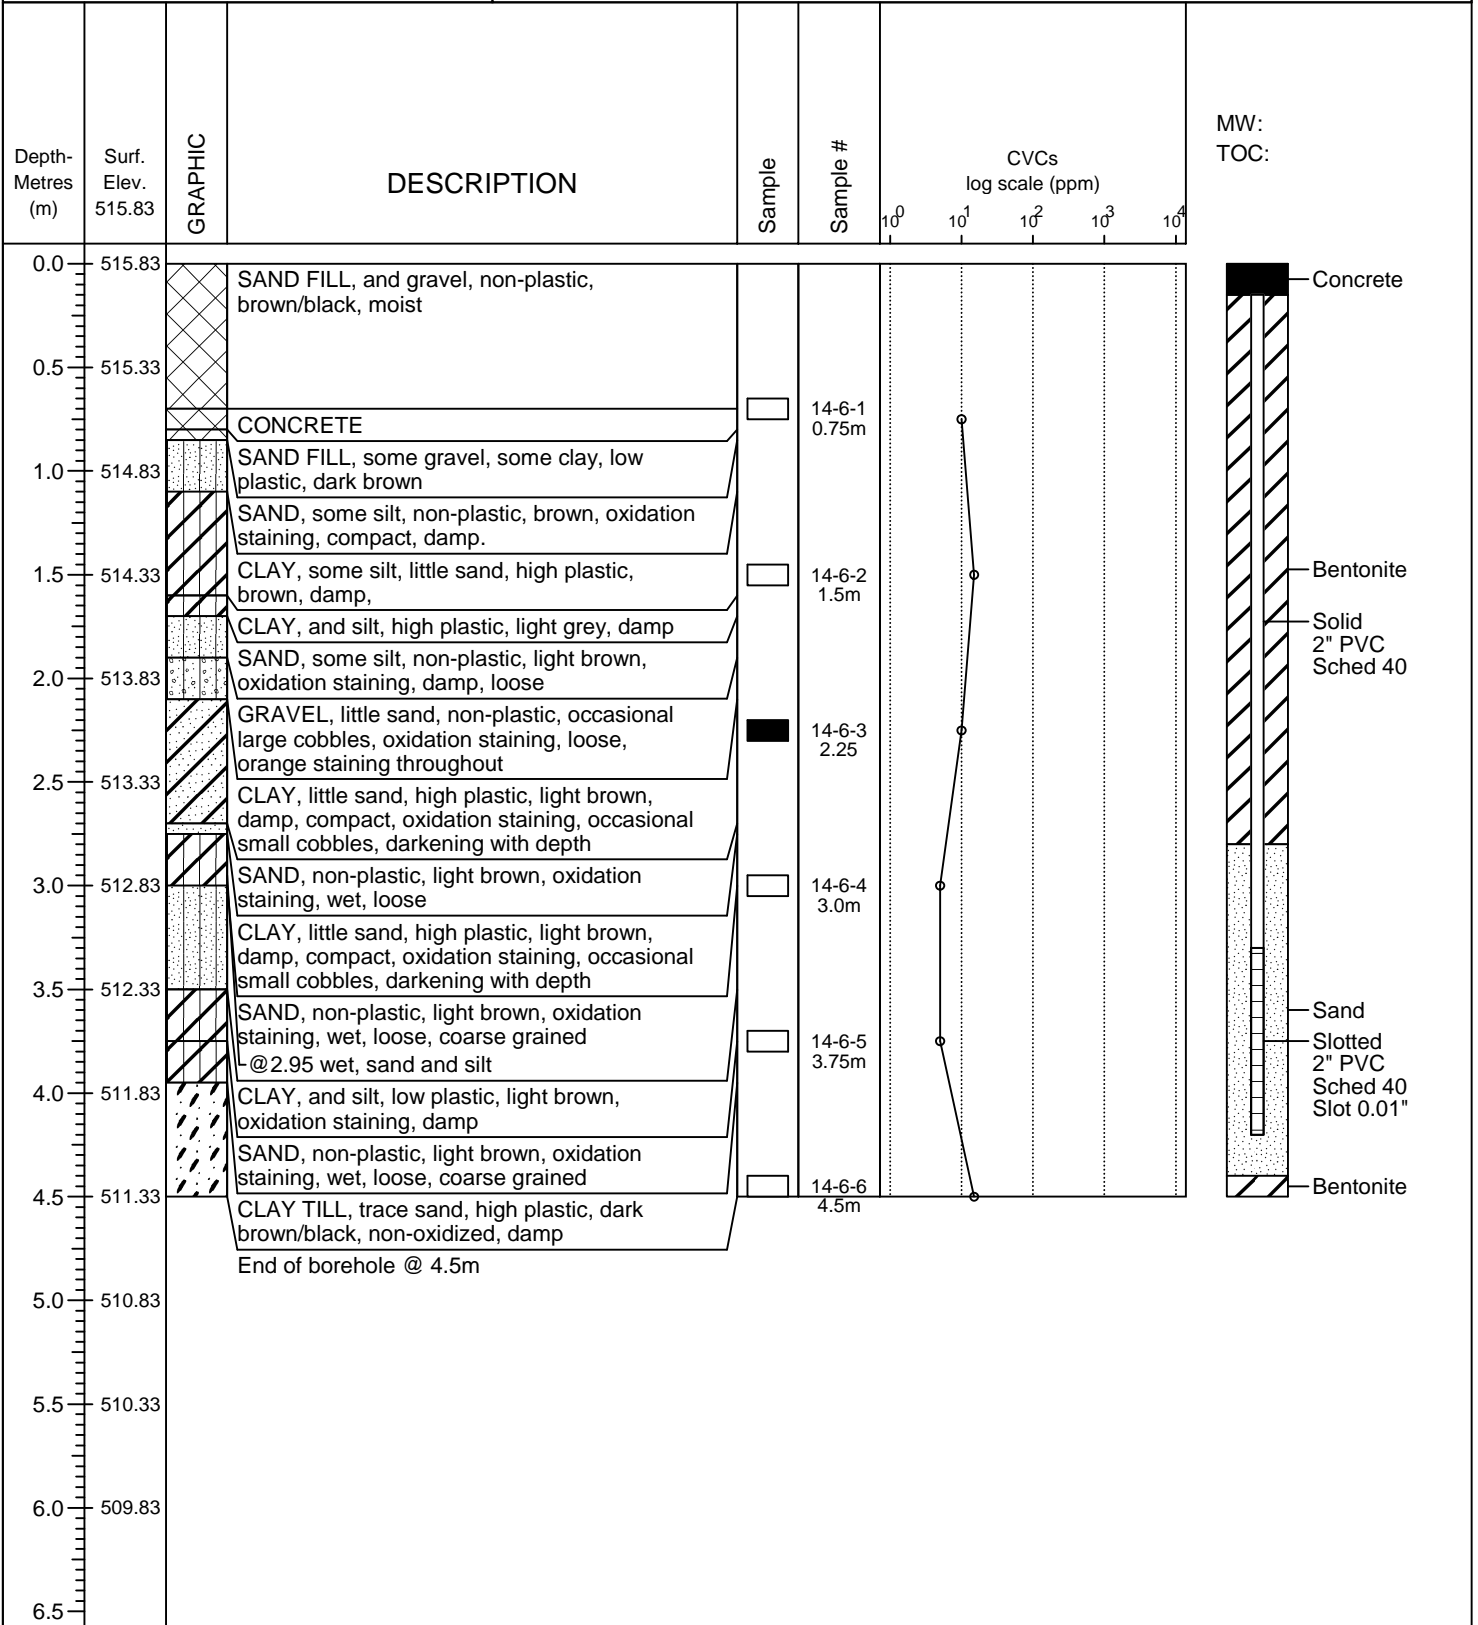 MW:
TOC:
Depth-
Metres
(m)
Surf.
Elev.
515.83
GRAPHIC
DESCRIPTION
Sample
Sample #
CVCs
log scale (ppm)
10^0 10^1 10^2 10^3 10^4
0.0 515.83
SAND FILL, and gravel, non-plastic,
brown/black, moist
Concrete
0.5 515.33
CONCRETE
14-6-1
0.75m
SAND FILL, some gravel, some clay, low
plastic, dark brown
1.0 514.83
SAND, some silt, non-plastic, brown, oxidation
staining, compact, damp.
CLAY, some silt, little sand, high plastic,
brown, damp,
1.5 514.33
14-6-2
1.5m
Bentonite
CLAY, and silt, high plastic, light grey, damp
Solid
2" PVC
Sched 40
SAND, some silt, non-plastic, light brown,
oxidation staining, damp, loose
2.0 513.83
GRAVEL, little sand, non-plastic, occasional
large cobbles, oxidation staining, loose,
orange staining throughout
14-6-3
2.25
2.5 513.33
CLAY, little sand, high plastic, light brown,
damp, compact, oxidation staining, occasional
small cobbles, darkening with depth
SAND, non-plastic, light brown, oxidation
staining, wet, loose
3.0 512.83
14-6-4
3.0m
CLAY, little sand, high plastic, light brown,
damp, compact, oxidation staining, occasional
small cobbles, darkening with depth
3.5 512.33
SAND, non-plastic, light brown, oxidation
staining, wet, loose, coarse grained
@2.95 wet, sand and silt
14-6-5
3.75m
Sand
Slotted
2" PVC
Sched 40
Slot 0.01"
4.0 511.83
CLAY, and silt, low plastic, light brown,
oxidation staining, damp
SAND, non-plastic, light brown, oxidation
staining, wet, loose, coarse grained
4.5 511.33
14-6-6
4.5m
Bentonite
CLAY TILL, trace sand, high plastic, dark
brown/black, non-oxidized, damp
End of borehole @ 4.5m
5.0 510.83
5.5 510.33
6.0 509.83
6.5